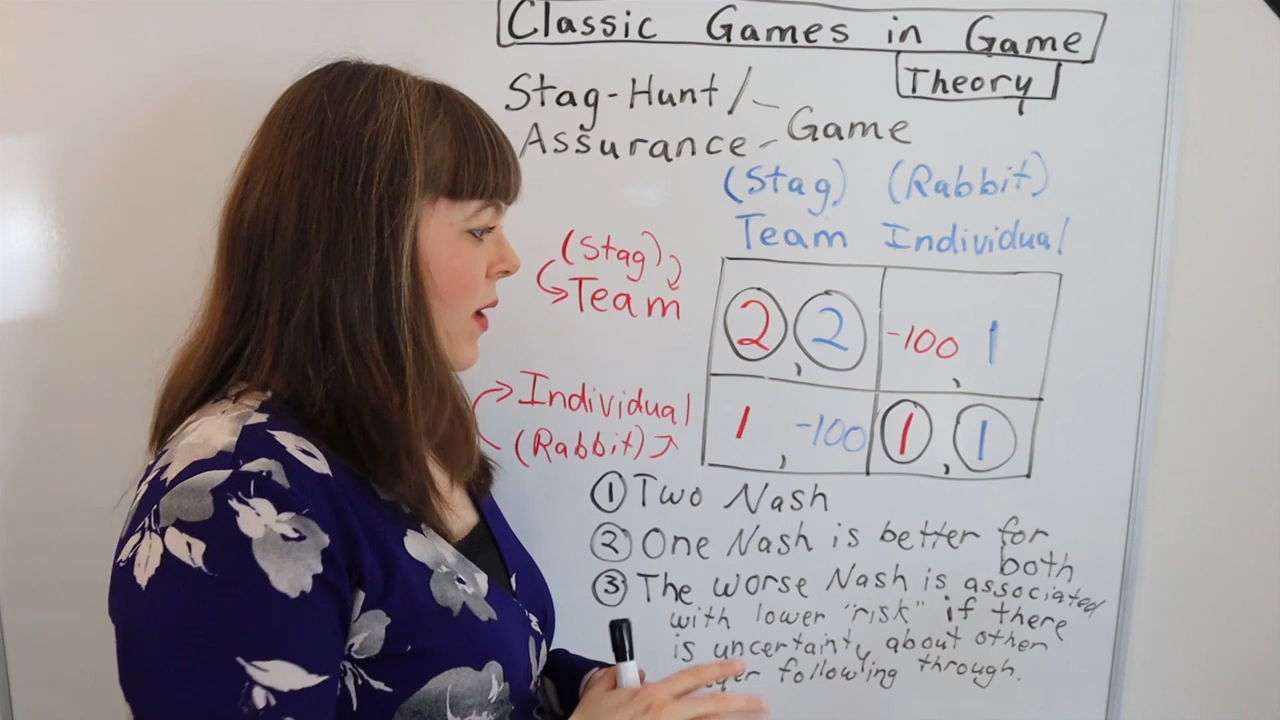 Classic Games in Game
Theory
Stag-Hunt /
Assurance - Game
(Stag) (Rabbit)
Team Individual
(Stag)
Team
2, 2 -100, 1
Individual
(Rabbit)
1, -100 1, 1
① Two Nash
② One Nash is better for
both
③ The worse Nash is associated
with lower "risk" if there
is uncertainty about other
following through.